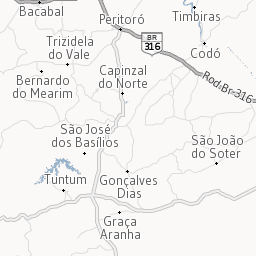 Bacabal
Timbiras
Peritoró
Trizidela
do Vale
BR
316
Codó
Bernardo
do Mearim
Capinzal
do Norte
Rod. Br-316
São José
dos Basílios
São João
do Soter
Tuntum
Gonçalves
Dias
Graça
Aranha